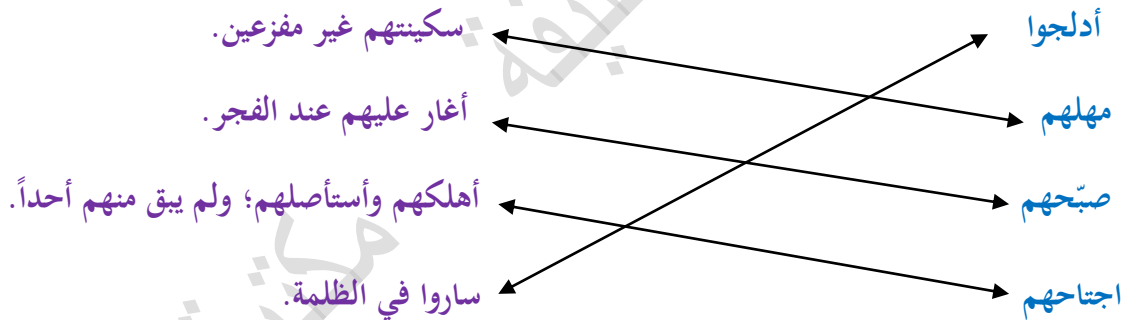 أدلجوا سكينتهم غير مفزعين.
مهلهم أغار عليهم عند الفجر.
صبّحهم أهلكهم وأستأصلهم؛ ولم يبق منهم أحداً.
اجتاحهم ساروا في الظلمة.